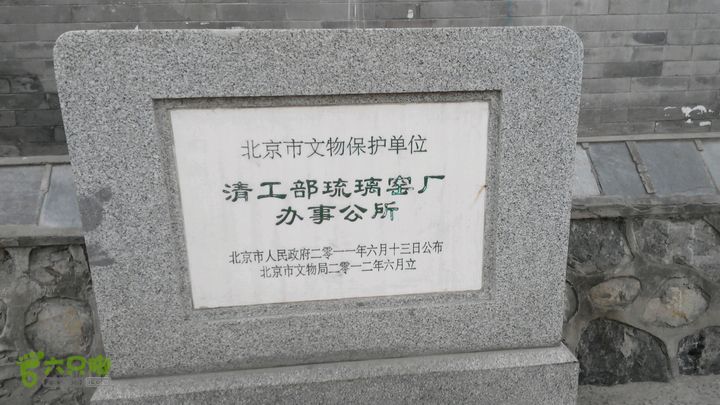 北京市文物保护单位
清工部琉璃窑厂
办事公所
北京市人民政府二零一一年六月十三日公布
北京市文物局二零一二年六月立
六只脚